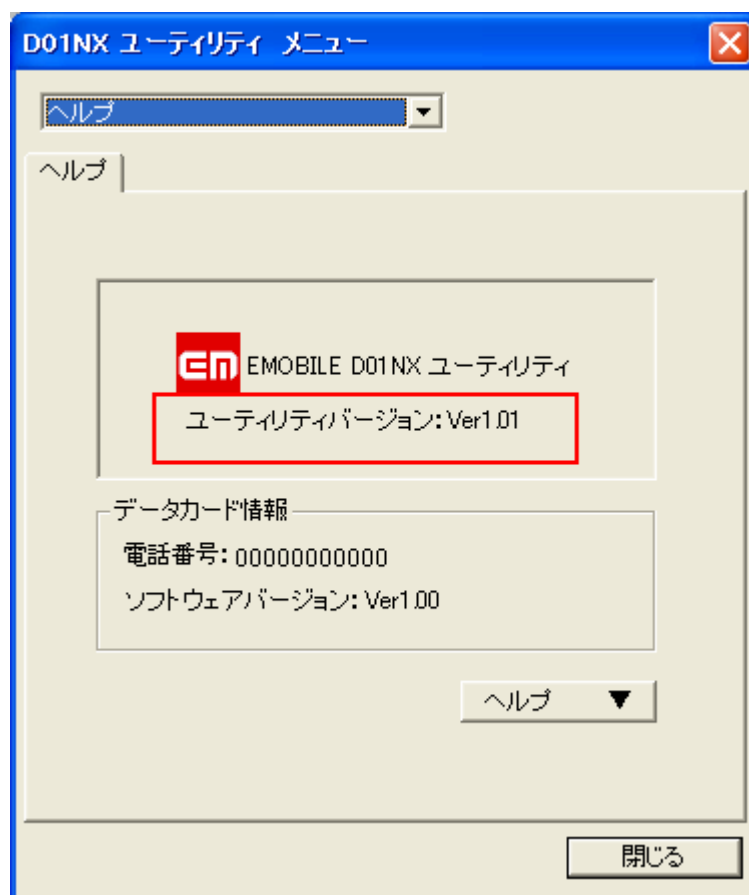 D01NX ユーティリティ メニュー
ヘルプ
ヘルプ
EM EMOBILE D01NX ユーティリティ
ユーティリティバージョン: Ver1.01
データカード情報
電話番号: 00000000000
ソフトウェアバージョン: Ver1.00
ヘルプ ▼
閉じる